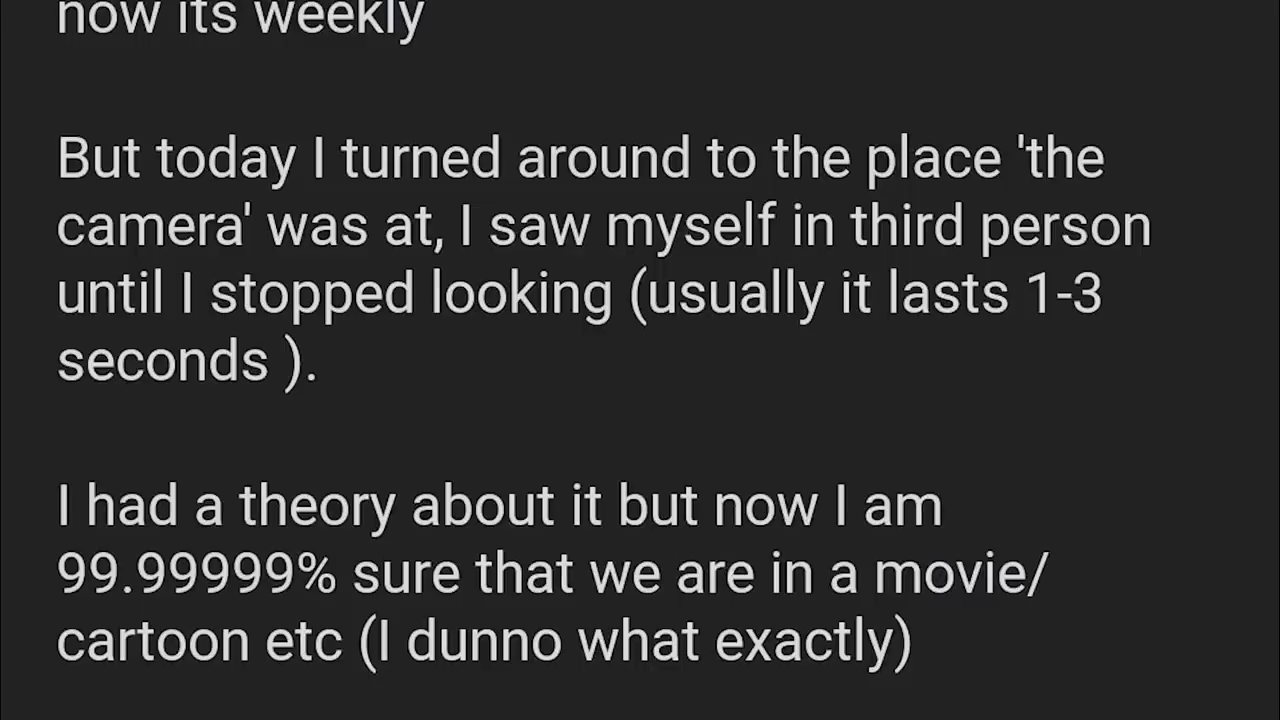 now its weekly
But today I turned around to the place 'the
camera' was at, I saw myself in third person
until I stopped looking (usually it lasts 1-3
seconds ).
I had a theory about it but now I am
99.99999% sure that we are in a movie/
cartoon etc (I dunno what exactly)